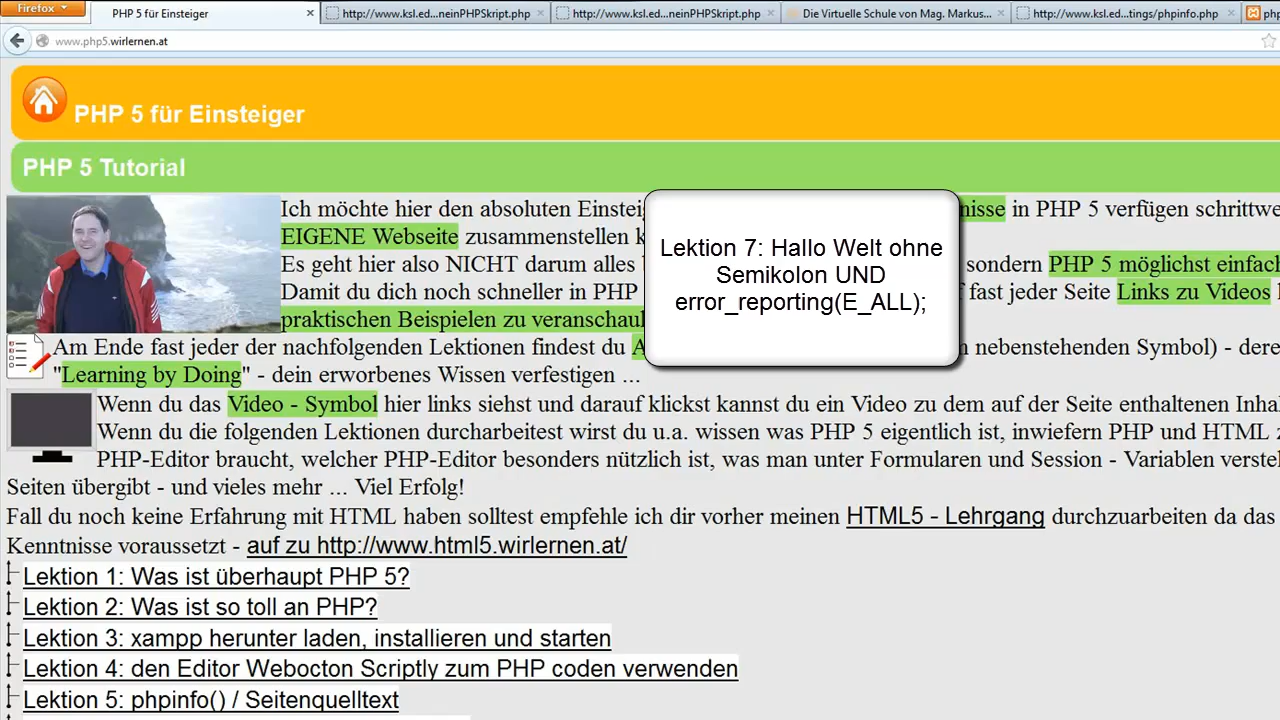 Firefox
PHP 5 für Einsteiger
http://www.ksl.ed...neinPHPSkript.php
http://www.ksl.ed...neinPHPSkript.php
Die Virtuelle Schule von Mag. Markus...
http://www.ksl.ed...tings/phpinfo.php
php
www.php5.wirlernen.at
PHP 5 für Einsteiger
PHP 5 Tutorial
Ich möchte hier den absoluten Einsteig
nisse in PHP 5 verfügen schrittwe
EIGENE Webseite zusammenstellen k
Es geht hier also NICHT darum alles
sondern PHP 5 möglichst einfach
Damit du dich noch schneller in PHP
fast jeder Seite Links zu Videos
praktischen Beispielen zu veranschaul
Lektion 7: Hallo Welt ohne
Semikolon UND
error_reporting(E_ALL);
Am Ende fast jeder der nachfolgenden Lektionen findest du A
nebenstehenden Symbol) - dere
"Learning by Doing" - dein erworbenes Wissen verfestigen ...
Wenn du das Video - Symbol hier links siehst und darauf klickst kannst du ein Video zu dem auf der Seite enthaltenen Inha
Wenn du die folgenden Lektionen durcharbeitest wirst du u.a. wissen was PHP 5 eigentlich ist, inwiefern PHP und HTML z
PHP-Editor braucht, welcher PHP-Editor besonders nützlich ist, was man unter Formularen und Session - Variablen verste
Seiten übergibt - und vieles mehr ... Viel Erfolg!
Fall du noch keine Erfahrung mit HTML haben solltest empfehle ich dir vorher meinen HTML5 - Lehrgang durchzuarbeiten da das
Kenntnisse voraussetzt - auf zu http://www.html5.wirlernen.at/
Lektion 1: Was ist überhaupt PHP 5?
Lektion 2: Was ist so toll an PHP?
Lektion 3: xampp herunter laden, installieren und starten
Lektion 4: den Editor Webocton Scriptly zum PHP coden verwenden
Lektion 5: phpinfo() / Seitenquelltext